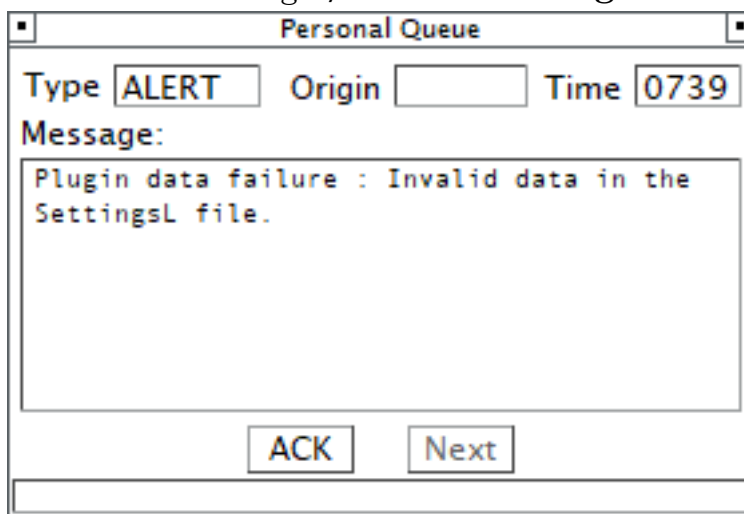 Personal Queue
Type ALERT Origin Time 0739
Message:
Plugin data failure : Invalid data in the
SettingsL file.
ACK Next